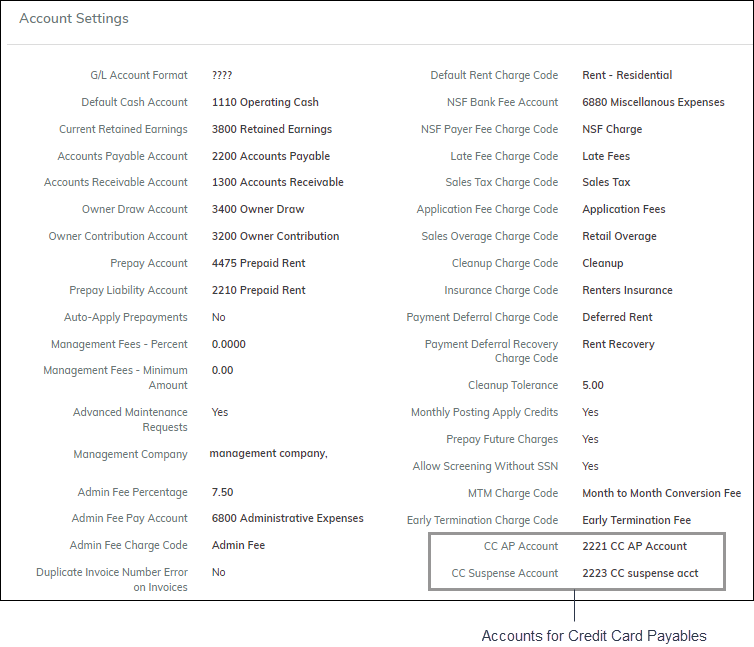 Account Settings
G/L Account Format ????
Default Cash Account 1110 Operating Cash
Current Retained Earnings 3800 Retained Earnings
Accounts Payable Account 2200 Accounts Payable
Accounts Receivable Account 1300 Accounts Receivable
Owner Draw Account 3400 Owner Draw
Owner Contribution Account 3200 Owner Contribution
Prepay Account 4475 Prepaid Rent
Prepay Liability Account 2210 Prepaid Rent
Auto-Apply Prepayments No
Management Fees - Percent 0.0000
Management Fees - Minimum 0.00
Amount
Advanced Maintenance Yes
Requests
Management Company management company,
Admin Fee Percentage 7.50
Admin Fee Pay Account 6800 Administrative Expenses
Admin Fee Charge Code Admin Fee
Duplicate Invoice Number Error No
on Invoices
Default Rent Charge Code Rent - Residential
NSF Bank Fee Account 6880 Miscellanous Expenses
NSF Payer Fee Charge Code NSF Charge
Late Fee Charge Code Late Fees
Sales Tax Charge Code Sales Tax
Application Fee Charge Code Application Fees
Sales Overage Charge Code Retail Overage
Cleanup Charge Code Cleanup
Insurance Charge Code Renters Insurance
Payment Deferral Charge Code Deferred Rent
Payment Deferral Recovery Rent Recovery
Charge Code
Cleanup Tolerance 5.00
Monthly Posting Apply Credits Yes
Prepay Future Charges Yes
Allow Screening Without SSN Yes
MTM Charge Code Month to Month Conversion Fee
Early Termination Charge Code Early Termination Fee
CC AP Account 2221 CC AP Account
CC Suspense Account 2223 CC suspense acct
Accounts for Credit Card Payables